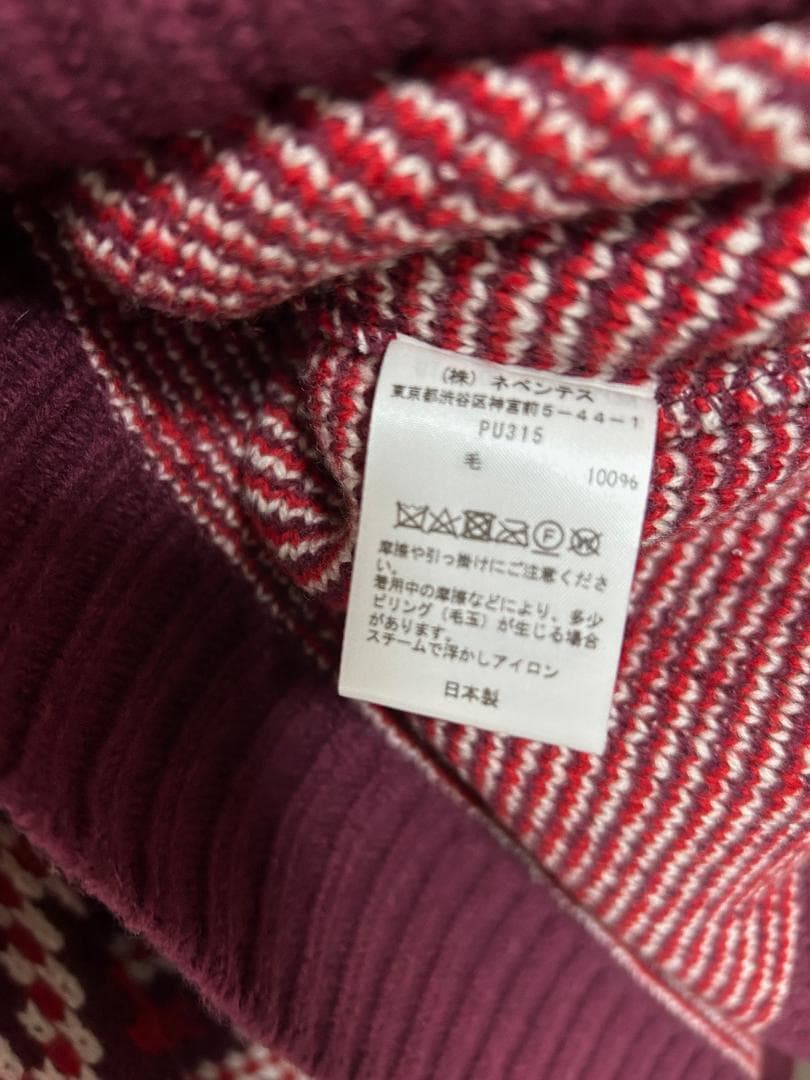 (株) ネペンテス
東京都渋谷区神宮前5-44-1
PU315
毛 100%
摩擦や引っ掛けにご注意くださ
い。
着用中の摩擦などにより、多少
ピリング(毛玉)が生じる場合
があります。
スチームで浮かしアイロン
日本製